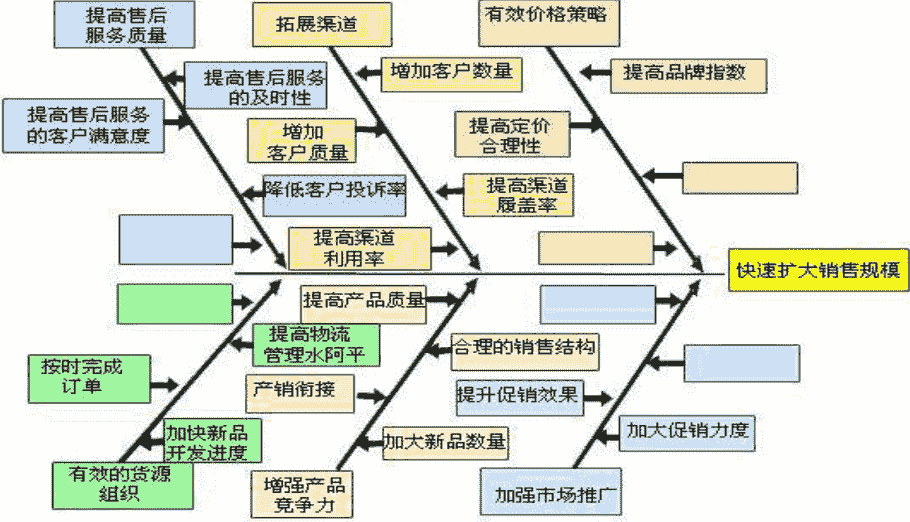 提高售后
服务质量
拓展渠道
有效价格策略
提高售后服务
的及时性
增加客户数量
提高品牌指数
提高售后服务
的客户满意度
增加
客户质量
提高定价
合理性
降低客户投诉率
提高渠道
履盖率
提高渠道
利用率
快速扩大销售规模
提高产品质量
提高物流
管理水阿平
合理的销售结构
按时完成
订单
产销衔接
提升促销效果
加快新品
开发进度
加大新品数量
加大促销力度
有效的货源
组织
增强产品
竞争力
加强市场推广